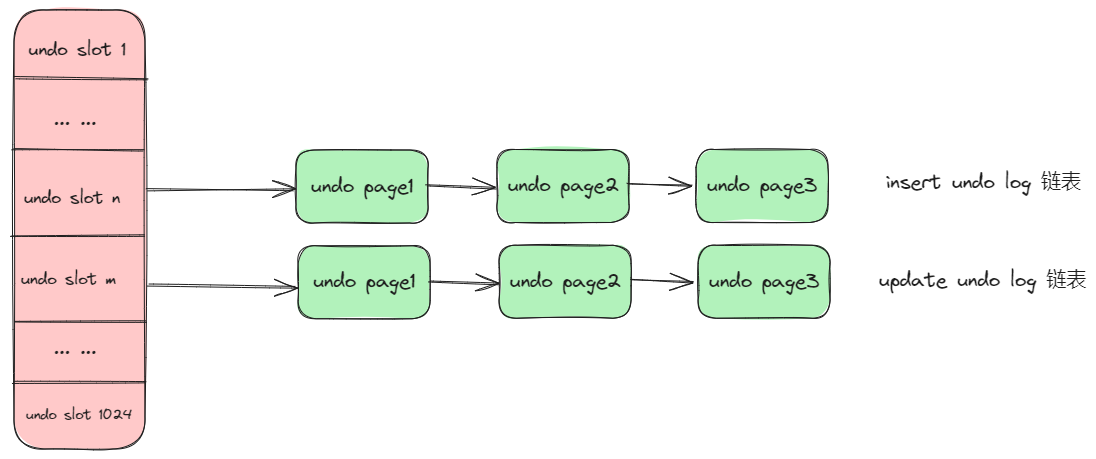 undo slot 1
... ...
undo slot n
undo page1
undo page2
undo page3
insert undo log 链表
undo slot m
undo page1
undo page2
undo page3
update undo log 链表
... ...
undo slot 1024